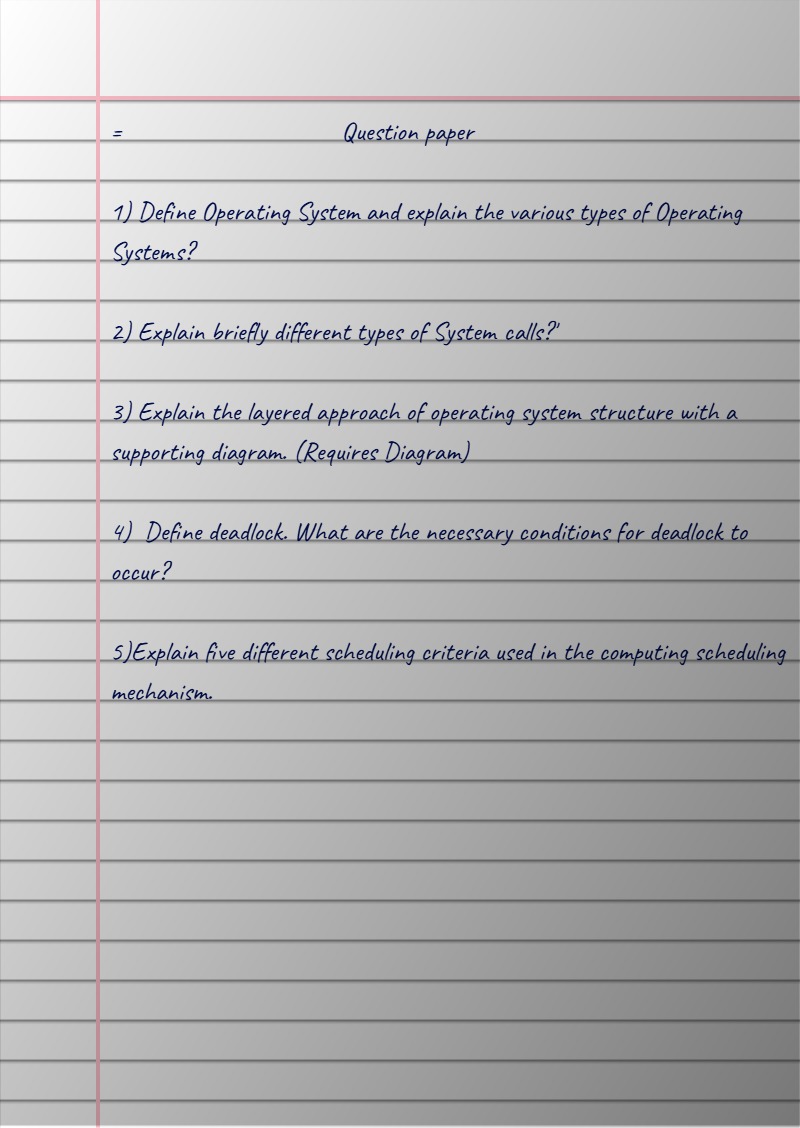 = Question paper
1) Define Operating System and explain the various types of Operating
Systems?
2) Explain briefly different types of System calls?'
3) Explain the layered approach of operating system structure with a
supporting diagram. (Requires Diagram)
4)  Define deadlock. What are the necessary conditions for deadlock to
occur?
5)Explain five different scheduling criteria used in the computing scheduling
mechanism.